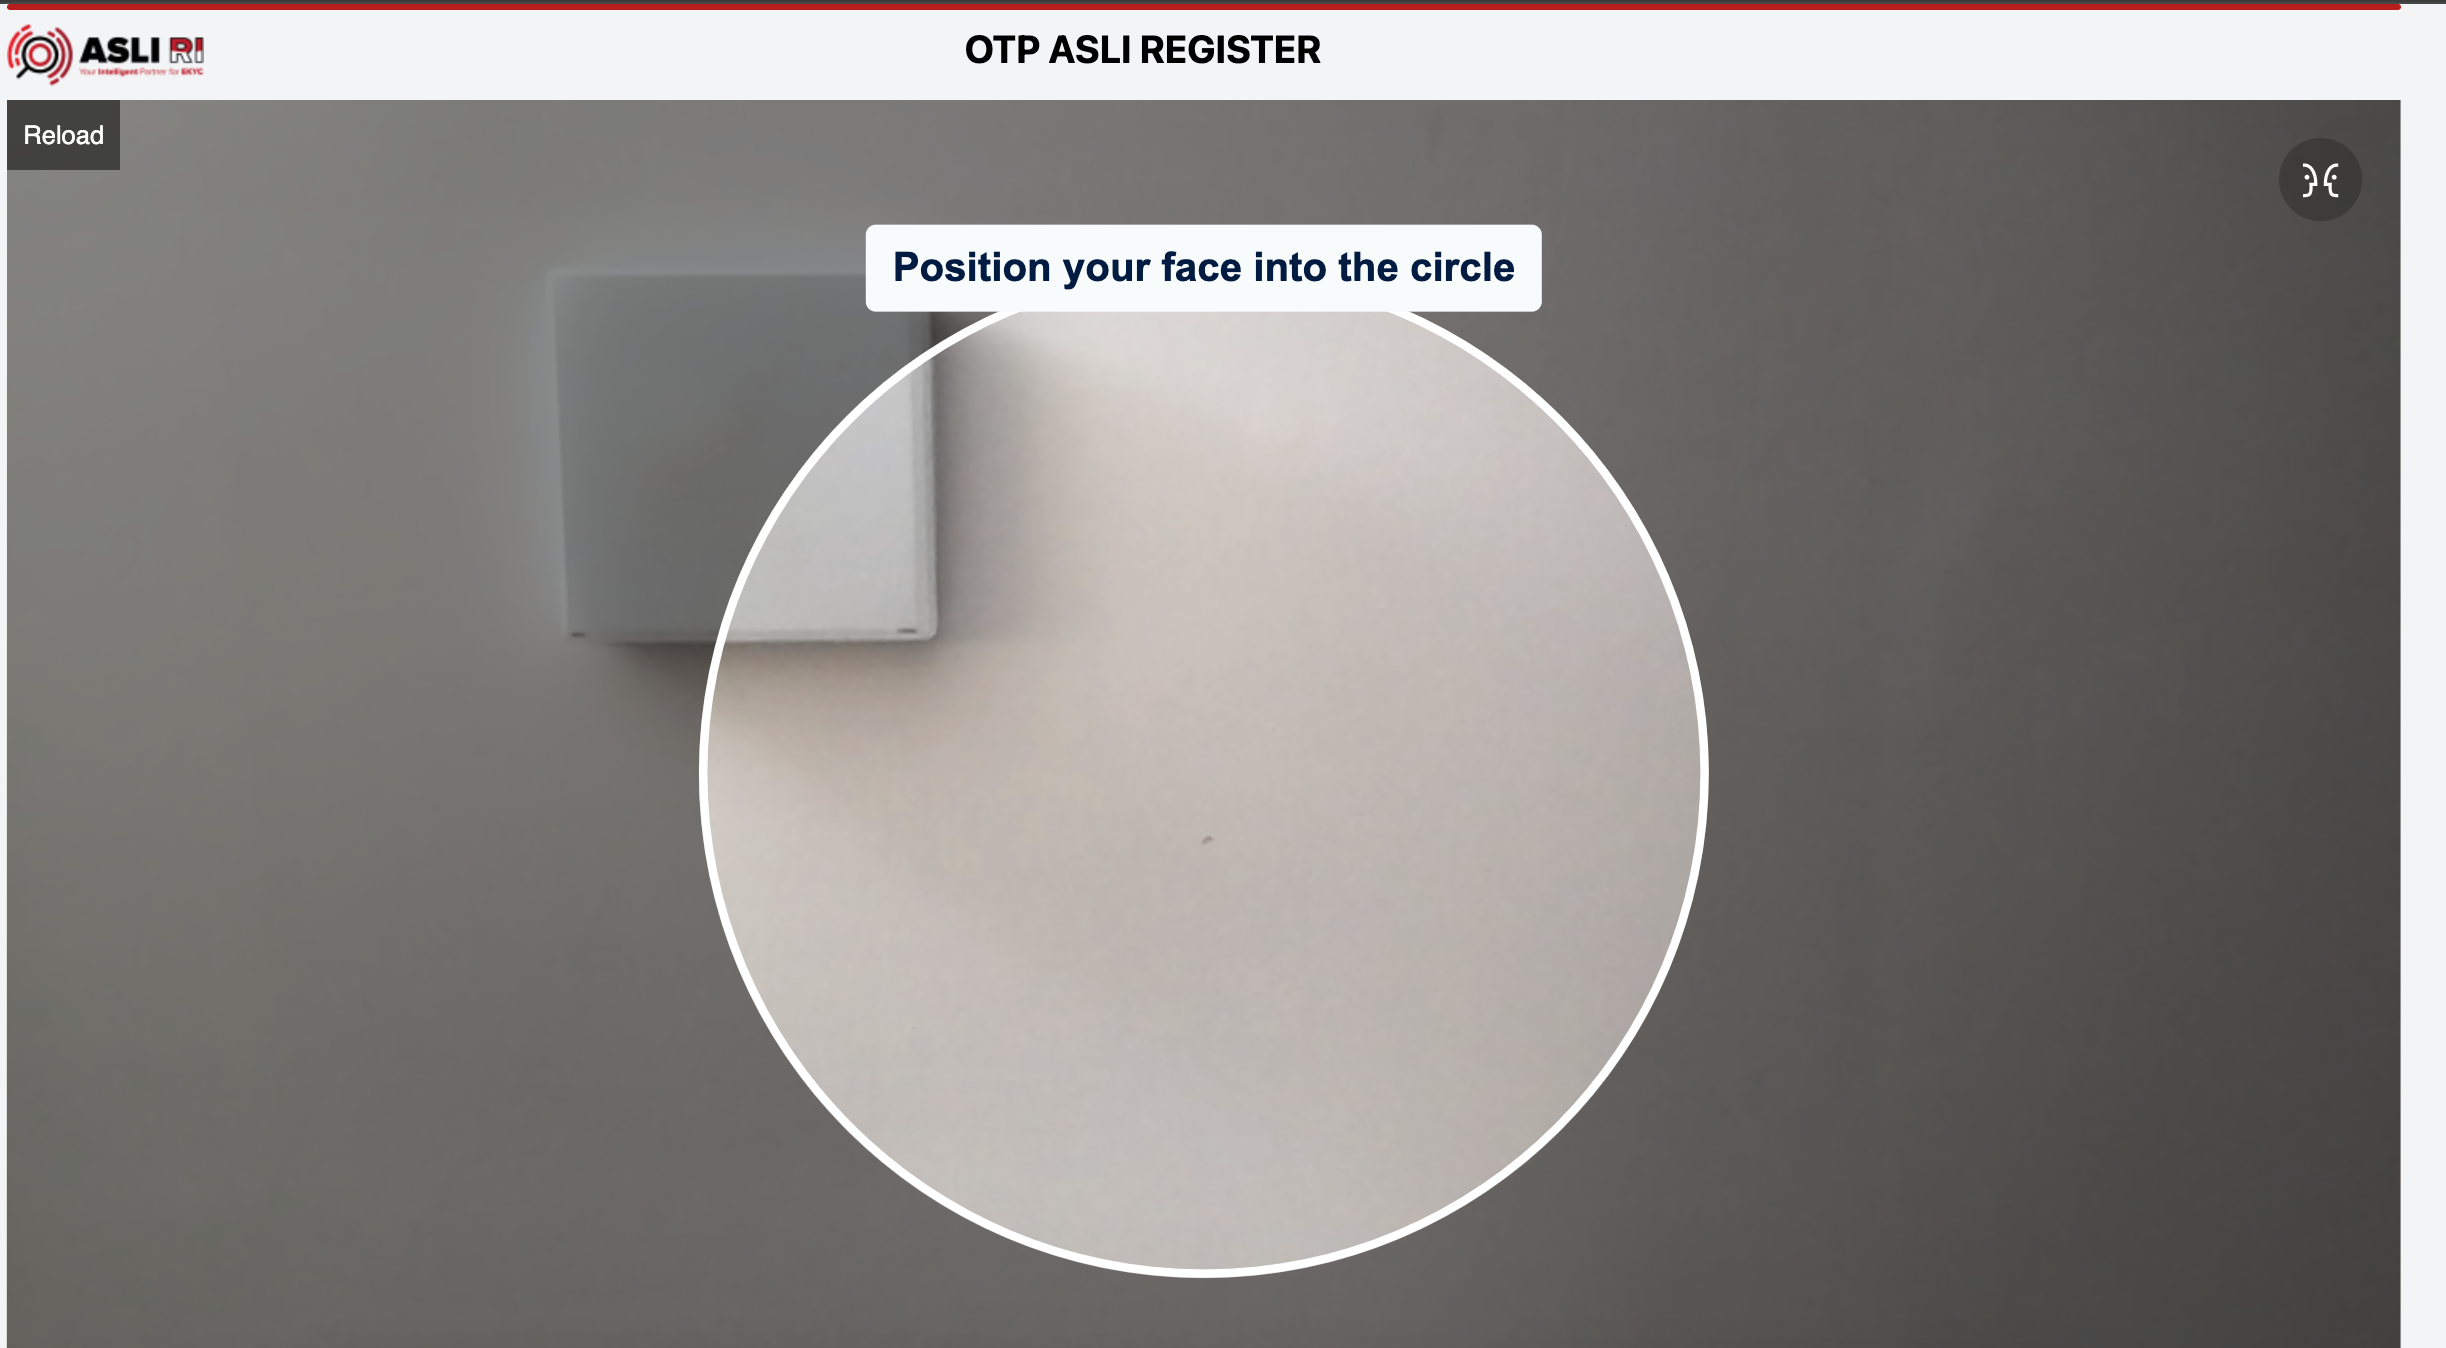 ASLI RI
Your Intelligent Partner for EKYC
OTP ASLI REGISTER
Reload
Position your face into the circle